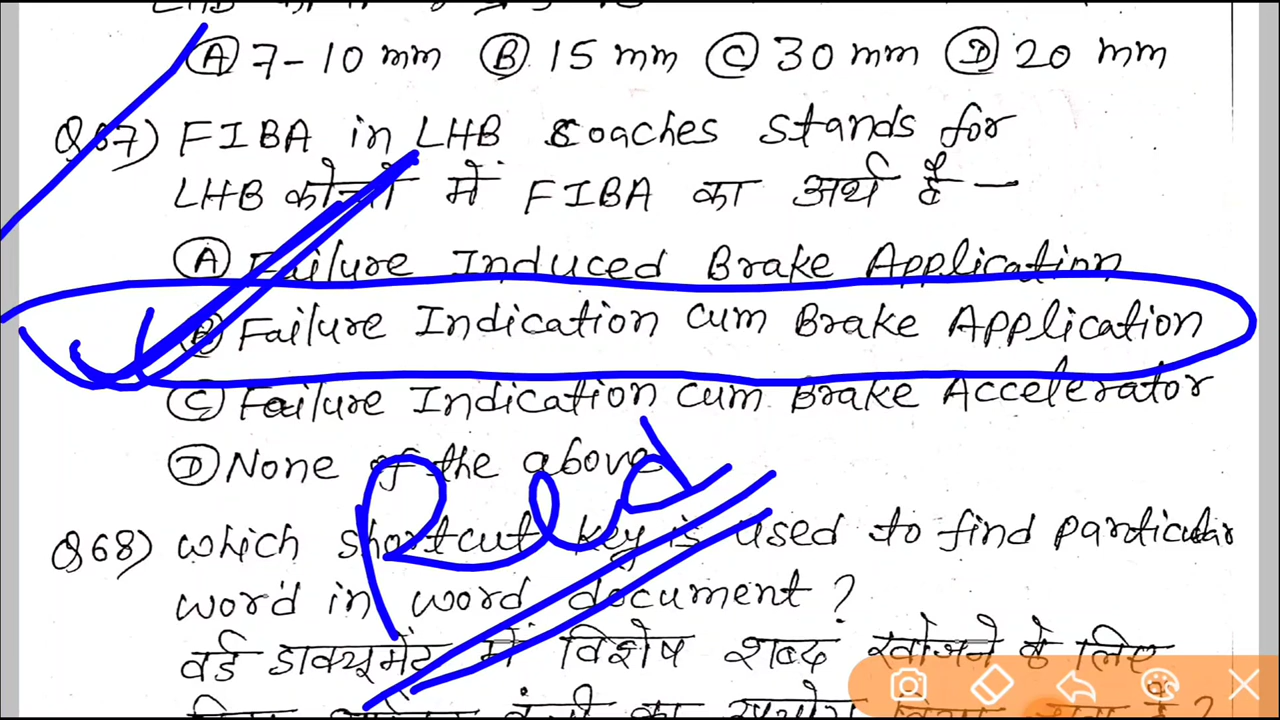 LHB
Ⓐ 7-10 mm Ⓑ 15 mm Ⓒ 30 mm Ⓓ 20 mm
Q67) FIBA in LHB coaches stands for
LHB कोचों में FIBA का अर्थ है —
Ⓐ Failure Induced Brake Application
Ⓑ Failure Indication cum Brake Application
Ⓒ Failure Indication cum Brake Accelerator
Ⓓ None of the above
Red
Q68) which shortcut key is used to find particular
word in word document ?
वर्ड डाक्यूमेंट में विशेष शब्द खोजने के लिए